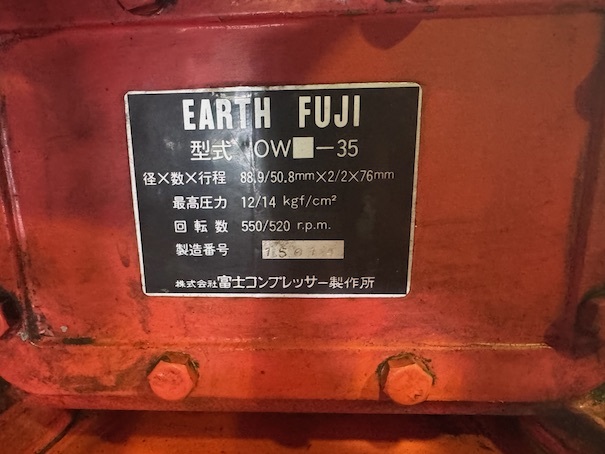 EARTH FUJI
型式 OW -35
径×数×行程 88.9/50.8mm×2/2×76mm
最高圧力 12/14 kgf/cm²
回転数 550/520 r.p.m.
製造番号
株式会社 富士コンプレッサー製作所